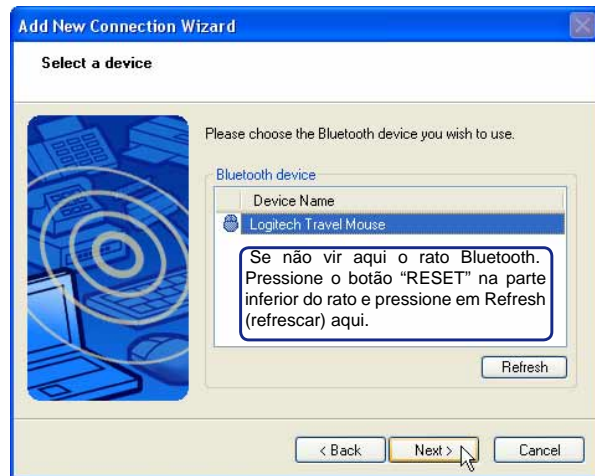 Add New Connection Wizard
Select a device
Please choose the Bluetooth device you wish to use.
Bluetooth device
Device Name
Logitech Travel Mouse
Se não vir aqui o rato Bluetooth.
Pressione o botão “RESET” na parte
inferior do rato e pressione em Refresh
(refrescar) aqui.
Refresh
< Back Next > Cancel